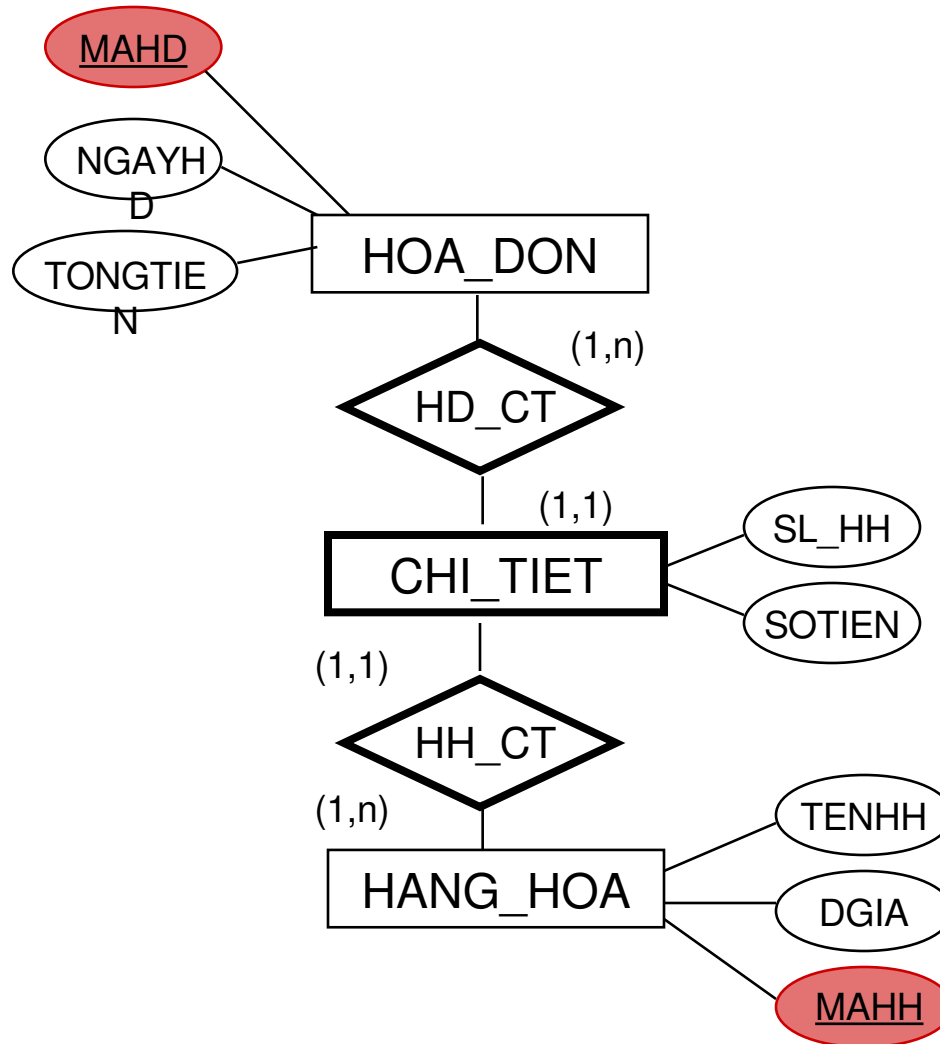 MAHD
NGAYH
D
TONGTIE
N
HOA_DON
(1,n)
HD_CT
(1,1)
CHI_TIET
SL_HH
SOTIEN
(1,1)
HH_CT
(1,n)
HANG_HOA
TENHH
DGIA
MAHH